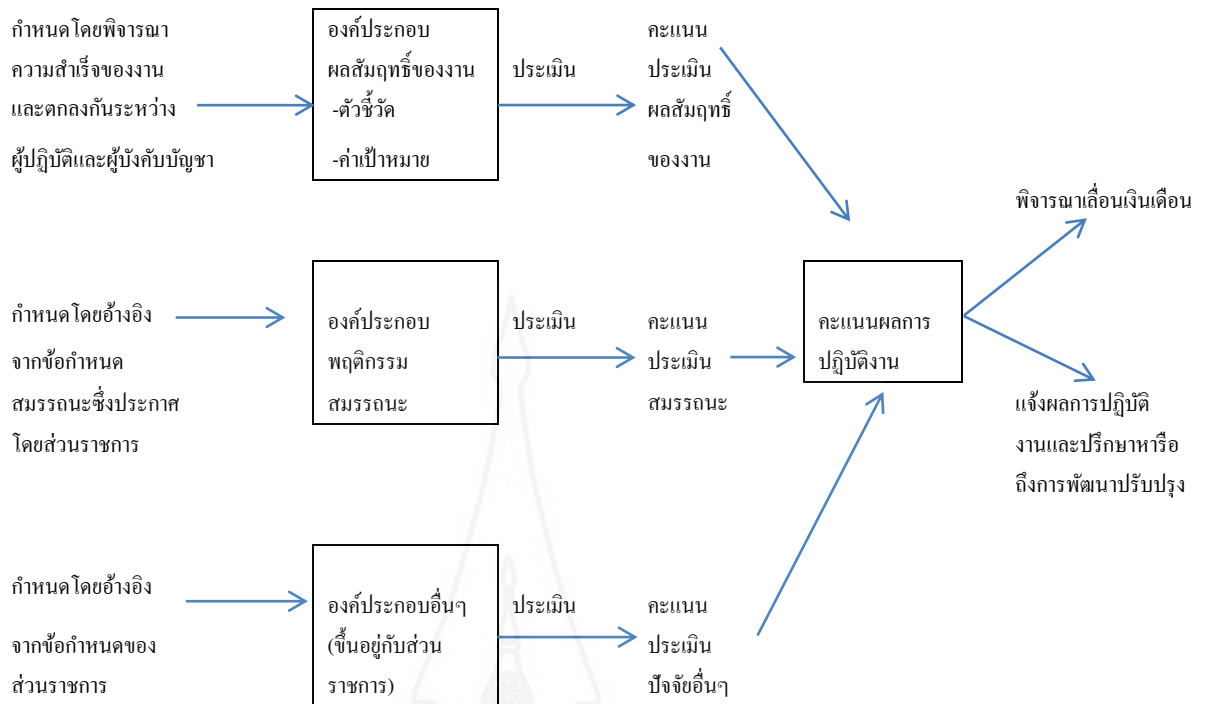 กำหนดโดยพิจารณา
ความสำเร็จของงาน
และตกลงกันระหว่าง
ผู้ปฏิบัติและผู้บังคับบัญชา
องค์ประกอบ
ผลสัมฤทธิ์ของงาน
-ตัวชี้วัด
-ค่าเป้าหมาย
ประเมิน
คะแนน
ประเมิน
ผลสัมฤทธิ์
ของงาน
กำหนดโดยอ้างอิง
จากข้อกำหนด
สมรรถนะซึ่งประกาศ
โดยส่วนราชการ
องค์ประกอบ
พฤติกรรม
สมรรถนะ
ประเมิน
คะแนน
ประเมิน
สมรรถนะ
กำหนดโดยอ้างอิง
จากข้อกำหนดของ
ส่วนราชการ
องค์ประกอบอื่นๆ
(ขึ้นอยู่กับส่วน
ราชการ)
ประเมิน
คะแนน
ประเมิน
ปัจจัยอื่นๆ
คะแนนผลการ
ปฏิบัติงาน
พิจารณาเลื่อนเงินเดือน
แจ้งผลการปฏิบัติ
งานและปรึกษาหารือ
ถึงการพัฒนาปรับปรุง